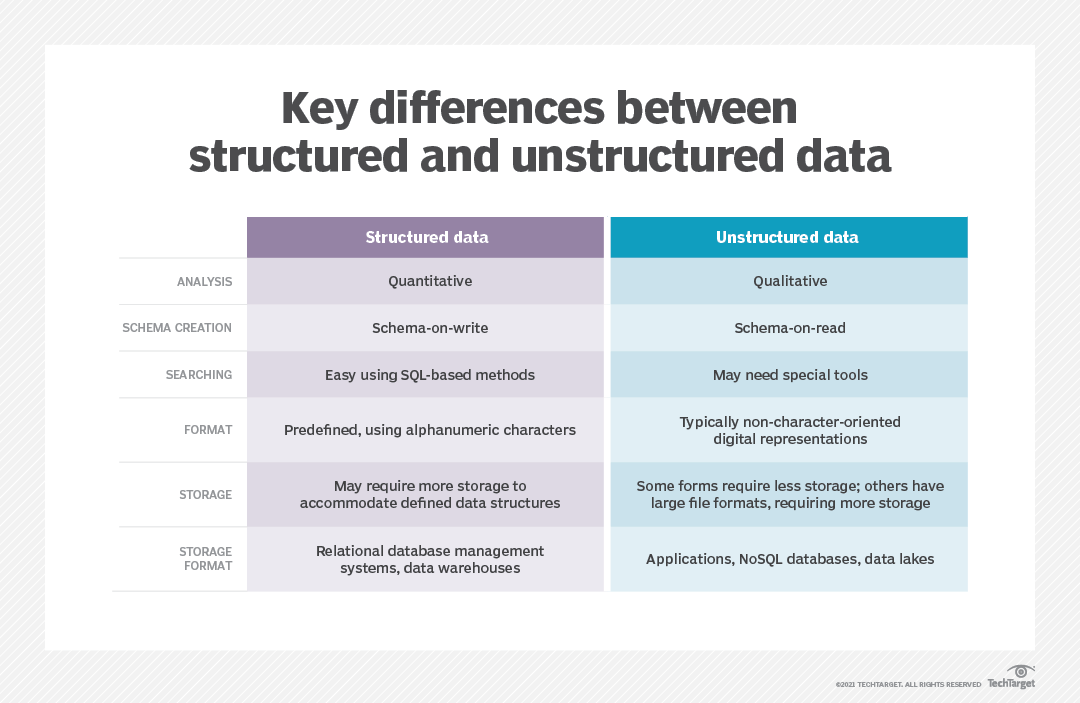 Key differences between
structured and unstructured data
Structured data
Unstructured data
ANALYSIS
Quantitative
Qualitative
SCHEMA CREATION
Schema-on-write
Schema-on-read
SEARCHING
Easy using SQL-based methods
May need special tools
FORMAT
Predefined, using alphanumeric characters
Typically non-character-oriented
digital representations
STORAGE
May require more storage to
accommodate defined data structures
Some forms require less storage; others have
large file formats, requiring more storage
STORAGE
FORMAT
Relational database management
systems, data warehouses
Applications, NoSQL databases, data lakes
©2021 TECHTARGET. ALL RIGHTS RESERVED
TechTarget